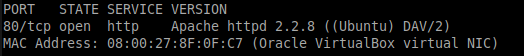 PORT   STATE SERVICE VERSION
80/tcp open  http    Apache httpd 2.2.8 ((Ubuntu) DAV/2)
MAC Address: 08:00:27:8F:0F:C7 (Oracle VirtualBox virtual NIC)